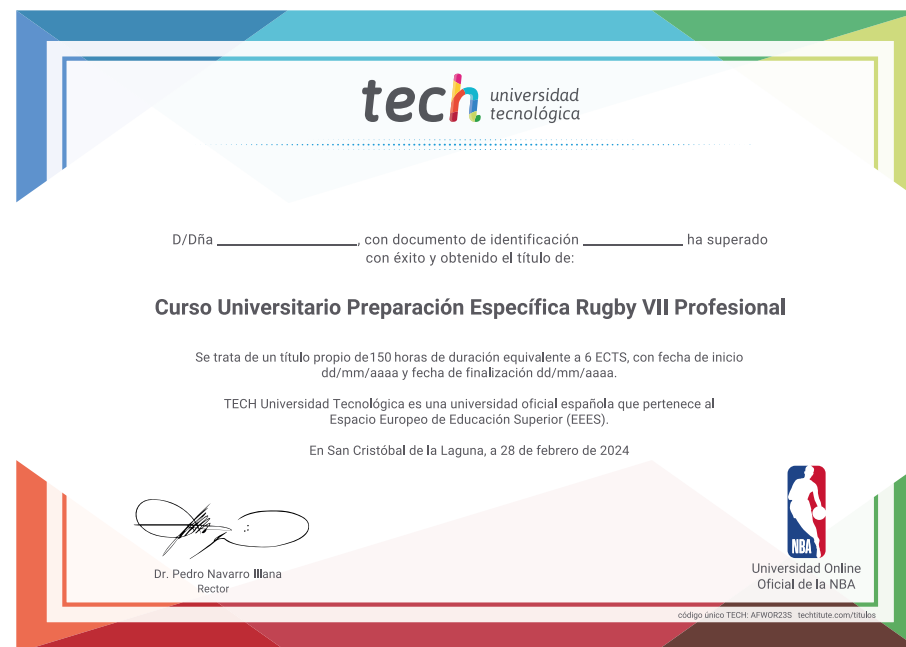 tech universidad
tecnológica
D/Dña ____________, con documento de identificación ____________ ha superado
con éxito y obtenido el título de:
Curso Universitario Preparación Específica Rugby VII Profesional
Se trata de un título propio de 150 horas de duración equivalente a 6 ECTS, con fecha de inicio
dd/mm/aaaa y fecha de finalización dd/mm/aaaa.
TECH Universidad Tecnológica es una universidad oficial española que pertenece al
Espacio Europeo de Educación Superior (EEES).
En San Cristóbal de la Laguna, a 28 de febrero de 2024
Dr. Pedro Navarro Illana
Rector
NBA
Universidad Online
Oficial de la NBA
código único TECH: AFWOR23S techtitute.com/titulos